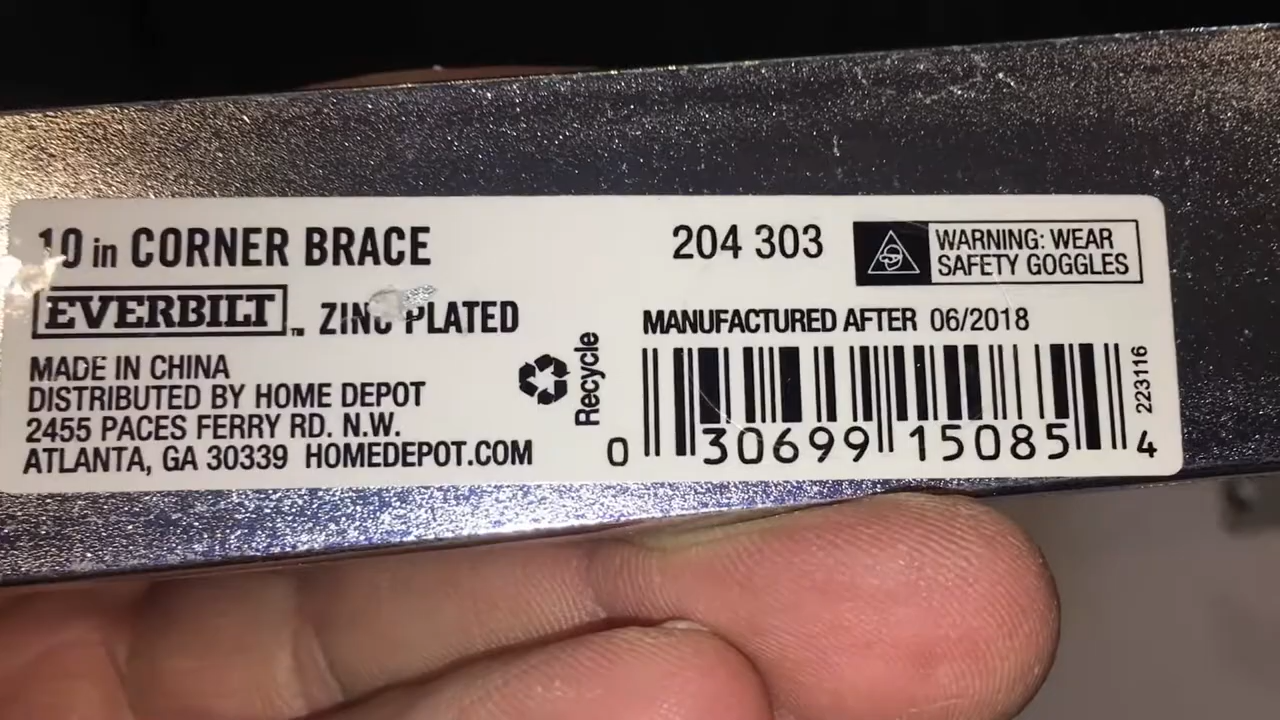 10 in CORNER BRACE
204 303
WARNING: WEAR
SAFETY GOGGLES
EVERBILT™ ZINC PLATED
MANUFACTURED AFTER 06/2018
MADE IN CHINA
DISTRIBUTED BY HOME DEPOT
2455 PACES FERRY RD. N.W.
ATLANTA, GA 30339 HOMEDEPOT.COM
Recycle
0 30699 15085 4
223116